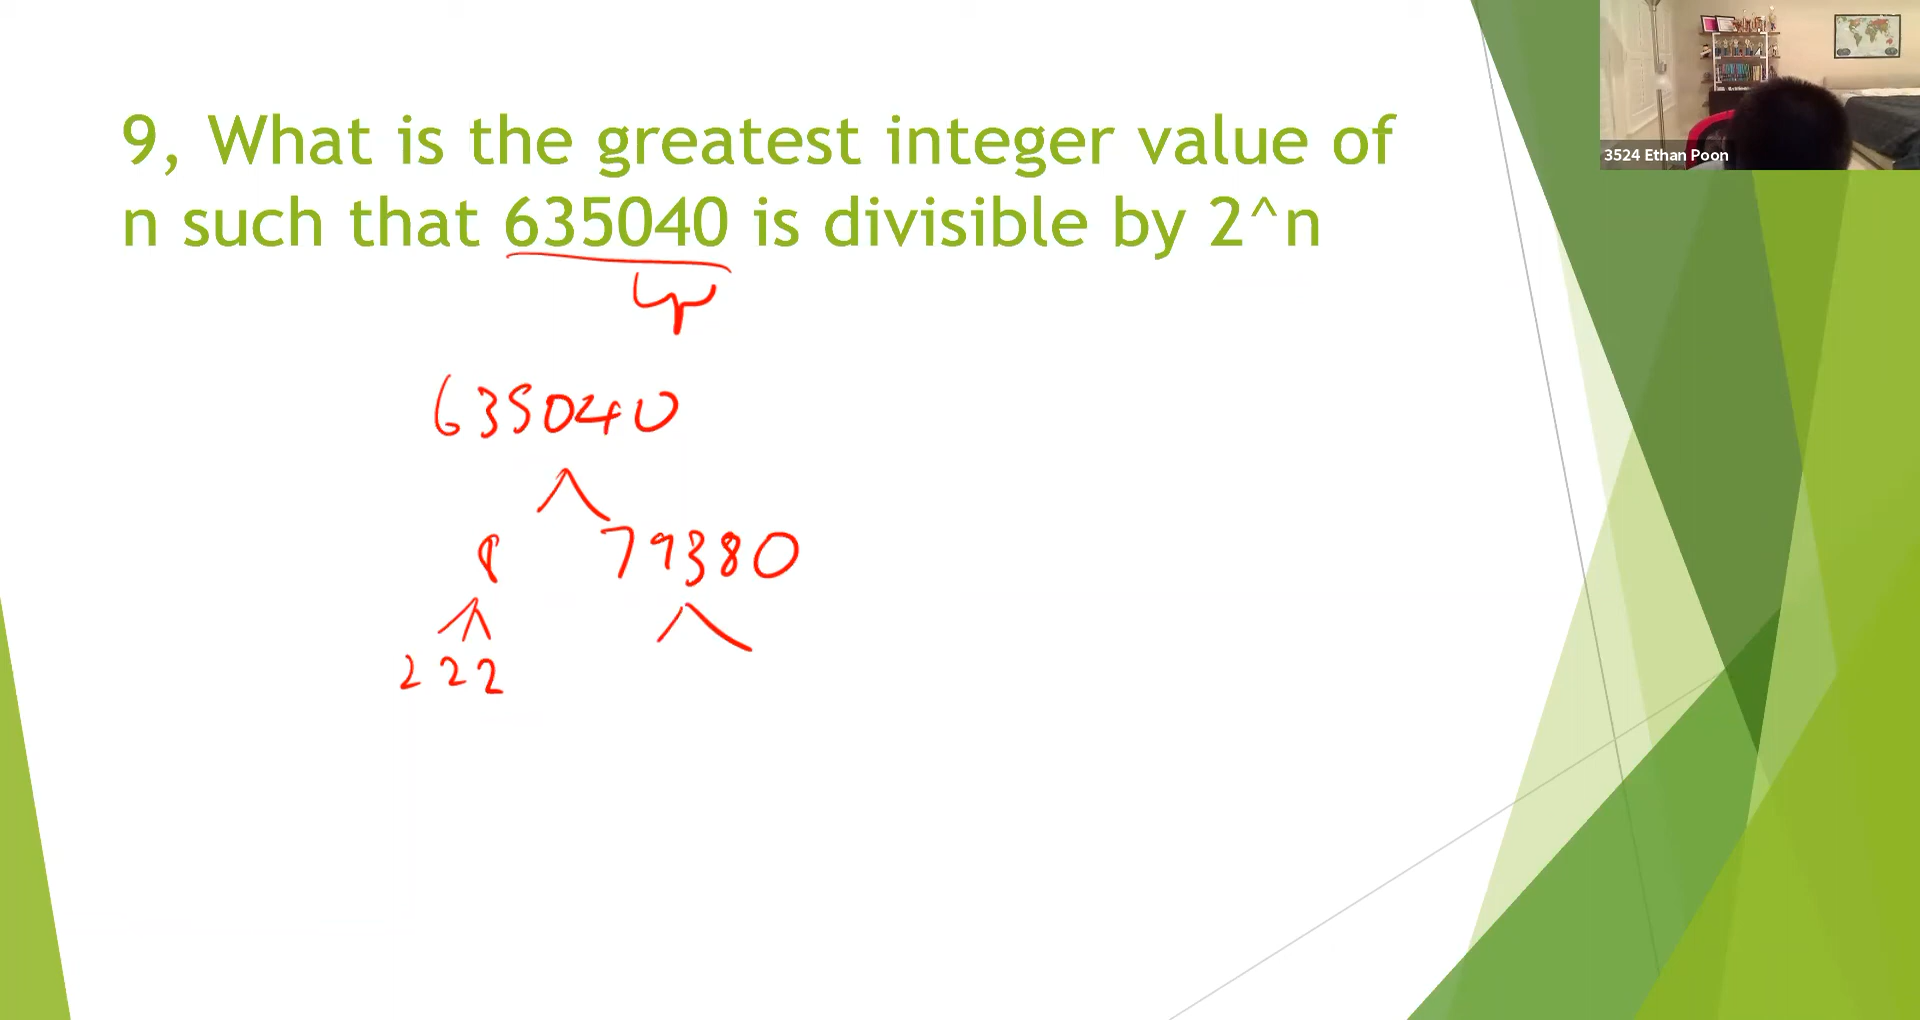 9, What is the greatest integer value of
n such that 635040 is divisible by 2^n
3524 Ethan Poon
635040
8 79380
2 2 2